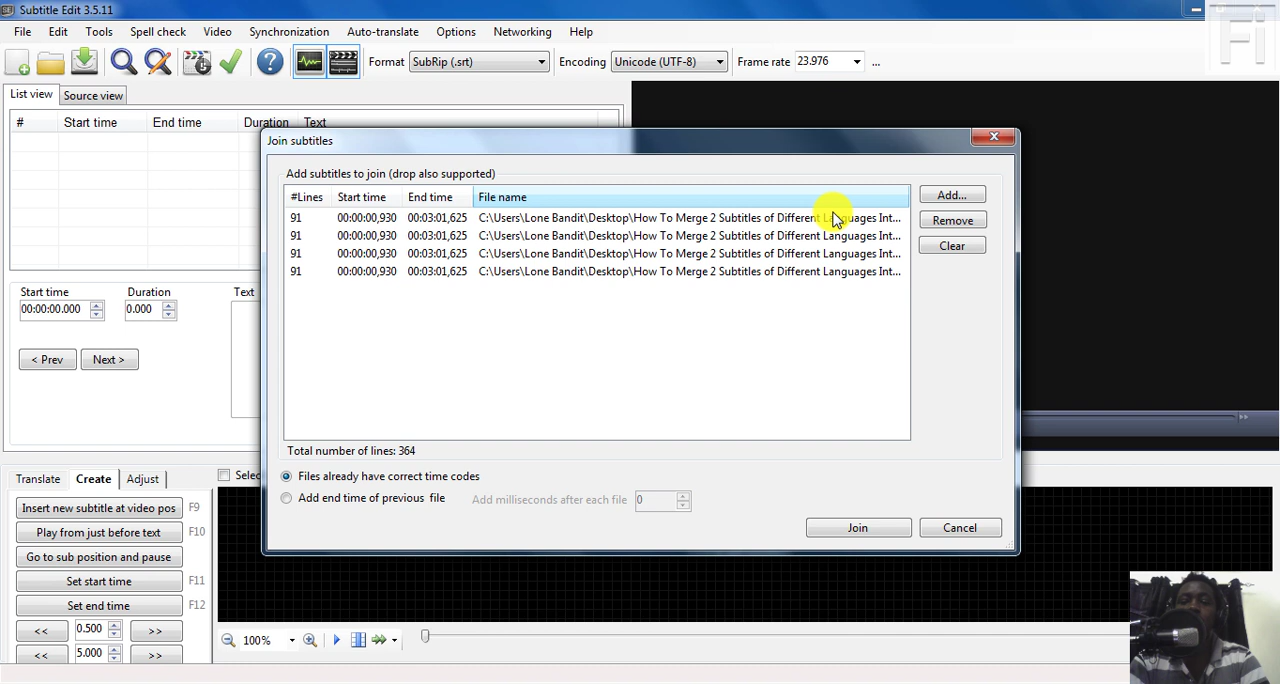 Subtitle Edit 3.5.11
File Edit Tools Spell check Video Synchronization Auto-translate Options Networking Help
Format SubRip (.srt) Encoding Unicode (UTF-8) Frame rate 23.976 ...
List view Source view
# Start time End time Duration Text
Join subtitles
Add subtitles to join (drop also supported)
#Lines Start time End time File name
91 00:00:00,930 00:03:01,625 C:\Users\Lone Bandit\Desktop\How To Merge 2 Subtitles of Different Languages Int...
91 00:00:00,930 00:03:01,625 C:\Users\Lone Bandit\Desktop\How To Merge 2 Subtitles of Different Languages Int...
91 00:00:00,930 00:03:01,625 C:\Users\Lone Bandit\Desktop\How To Merge 2 Subtitles of Different Languages Int...
91 00:00:00,930 00:03:01,625 C:\Users\Lone Bandit\Desktop\How To Merge 2 Subtitles of Different Languages Int...
Add...
Remove
Clear
Start time Duration Text
00:00:00.000 0.000
< Prev Next >
Total number of lines: 364
Files already have correct time codes
Add end time of previous file Add milliseconds after each file 0
Join Cancel
Translate Create Adjust Selec
Insert new subtitle at video pos F9
Play from just before text F10
Go to sub position and pause
Set start time F11
Set end time F12
<< 0.500 >>
<< 5.000 >>
100%
Fi